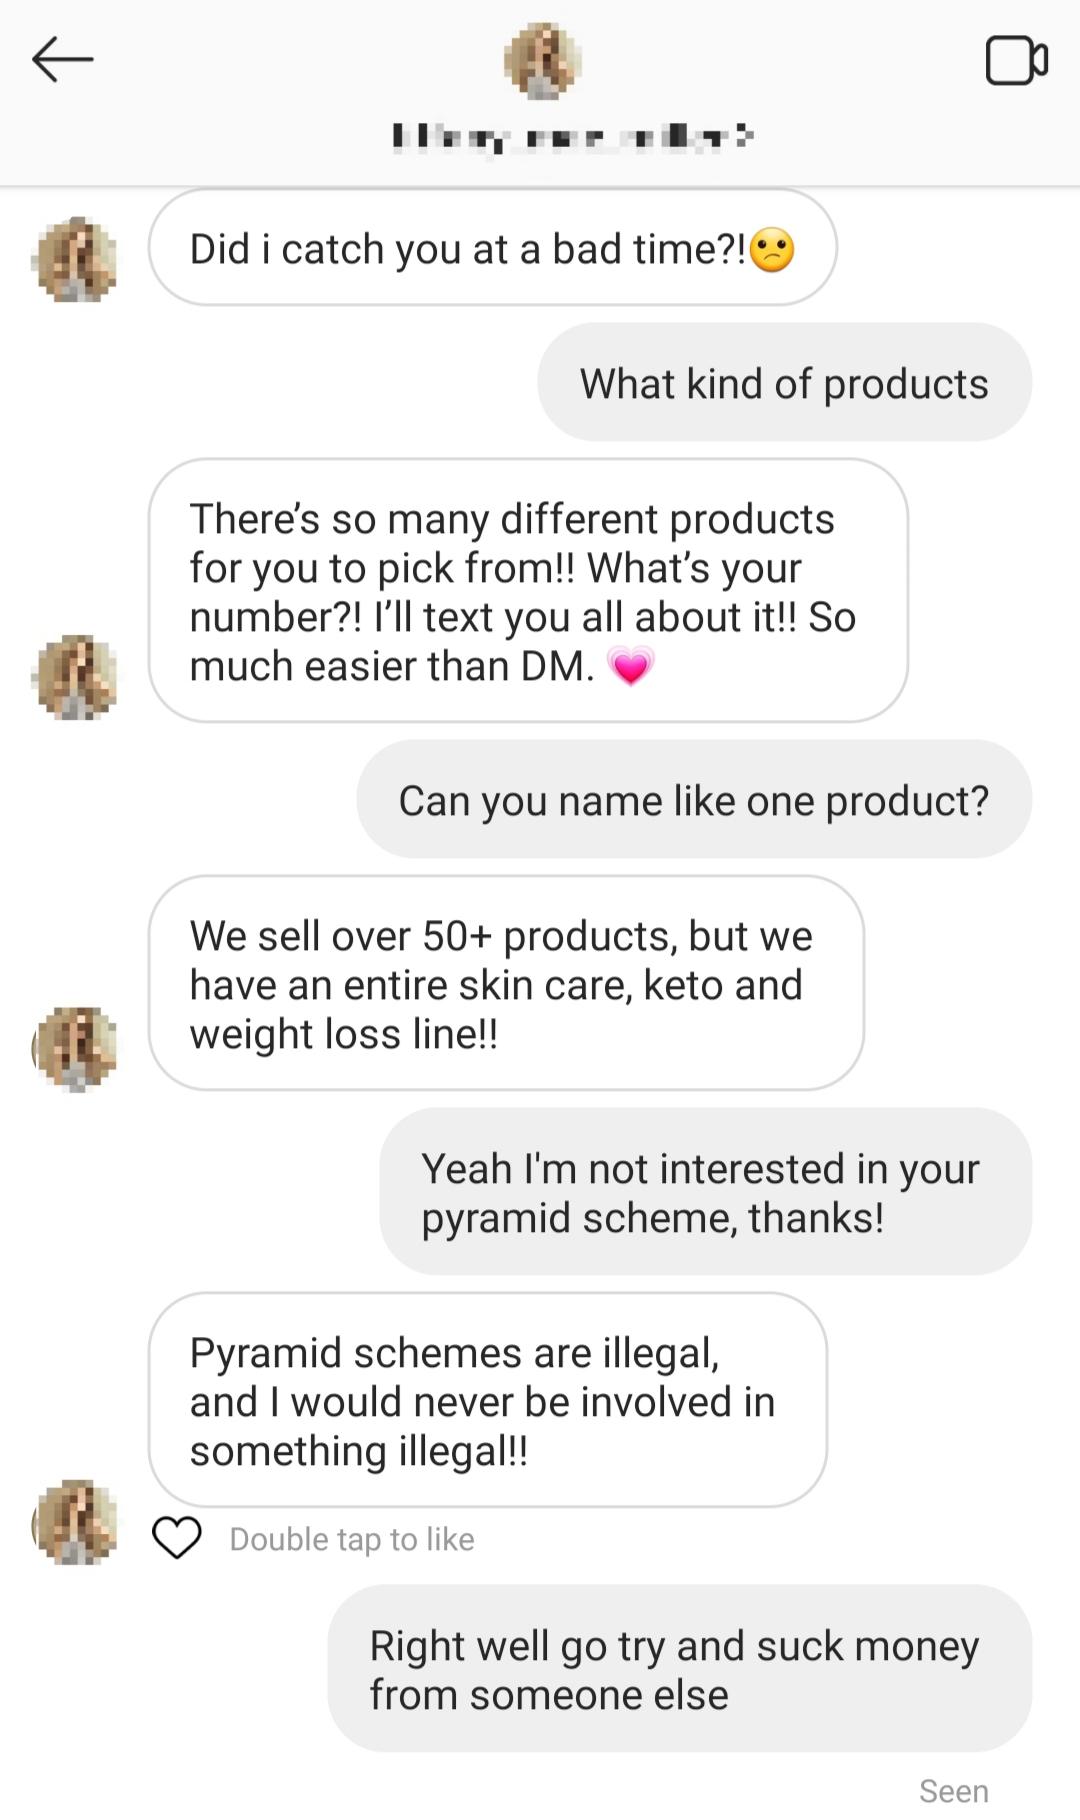 Did i catch you at a bad time?!😕
What kind of products
There’s so many different products
for you to pick from!! What’s your
number?! I’ll text you all about it!! So
much easier than DM. 💗
Can you name like one product?
We sell over 50+ products, but we
have an entire skin care, keto and
weight loss line!!
Yeah I'm not interested in your
pyramid scheme, thanks!
Pyramid schemes are illegal,
and I would never be involved in
something illegal!!
Double tap to like
Right well go try and suck money
from someone else
Seen